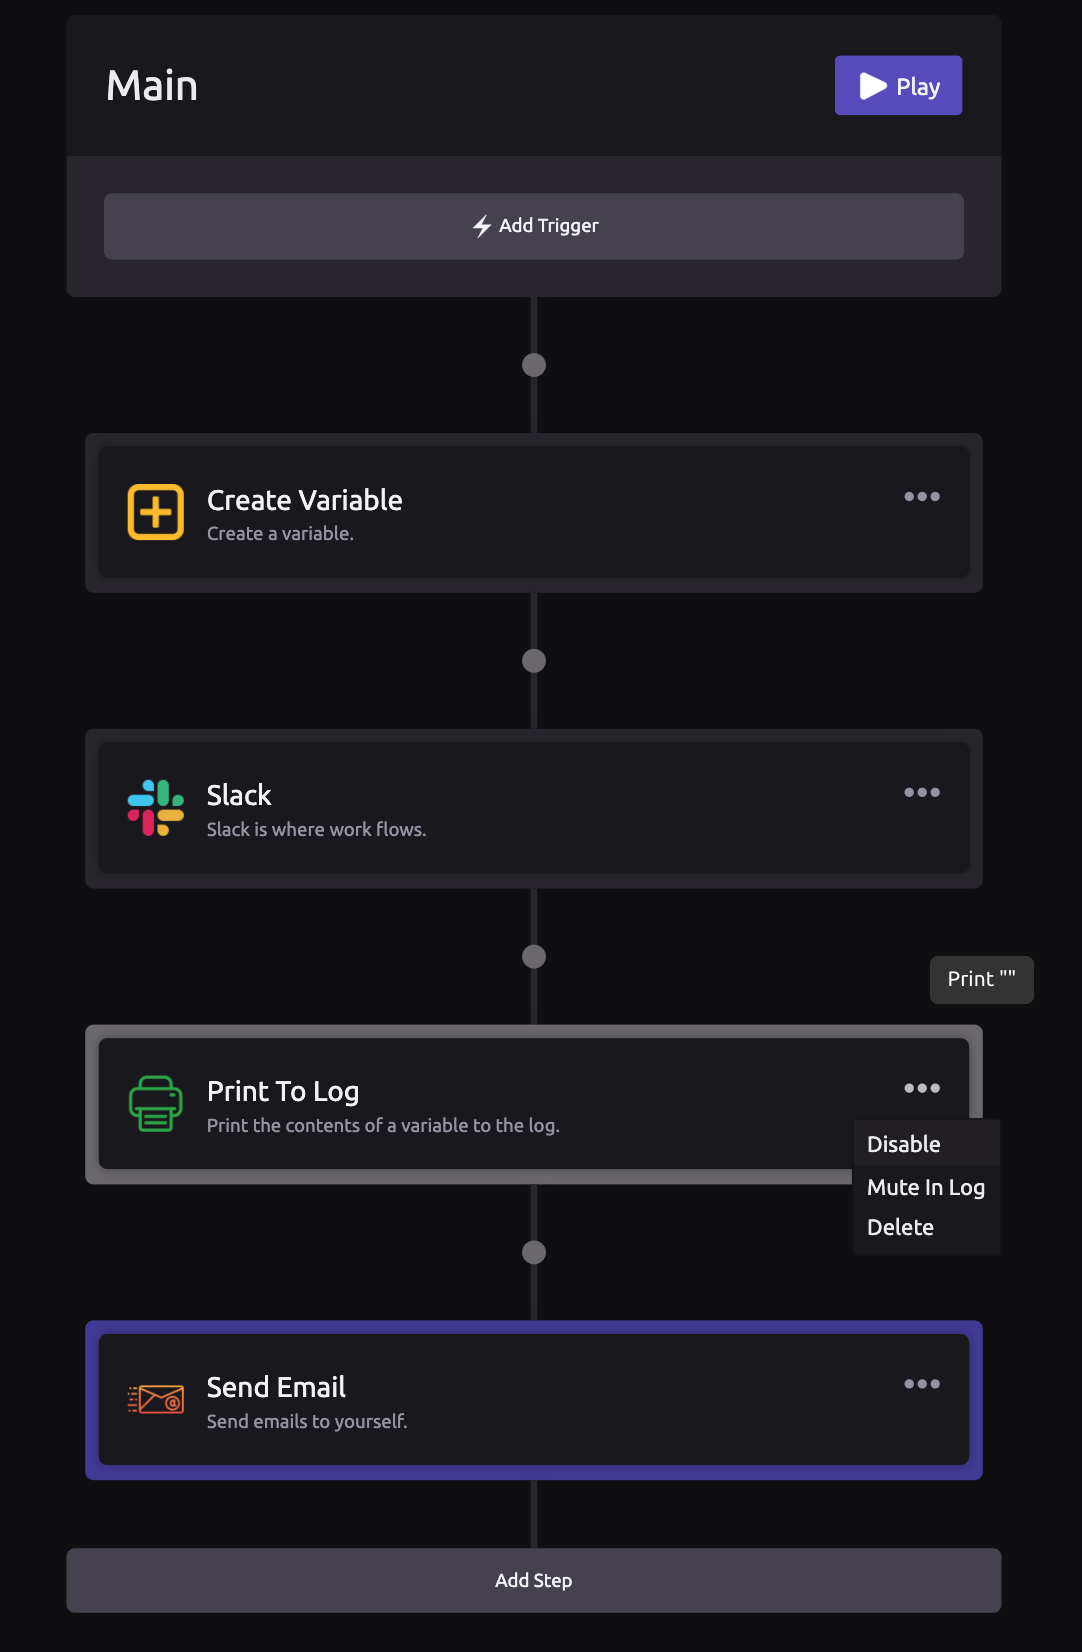 Main
Play
Add Trigger
Create Variable
Create a variable.
Slack
Slack is where work flows.
Print ""
Print To Log
Print the contents of a variable to the log.
Disable
Mute In Log
Delete
Send Email
Send emails to yourself.
Add Step